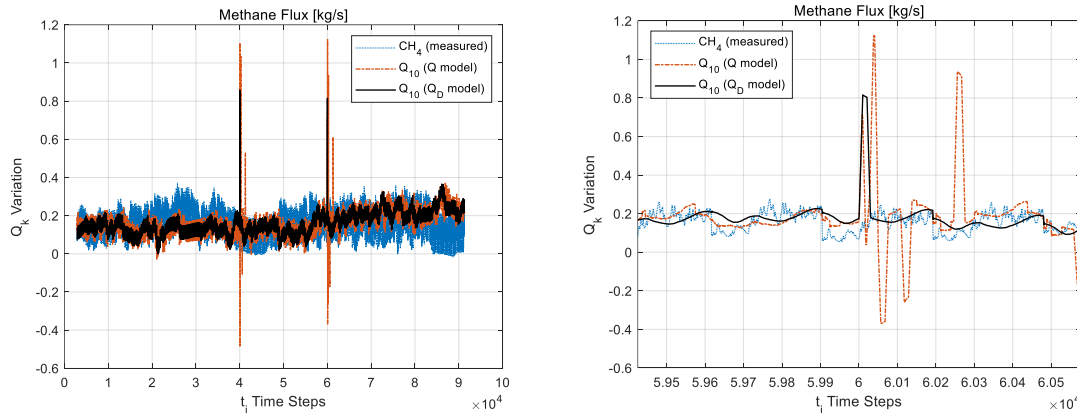 Methane Flux [kg/s]
CH4 (measured)
Q10 (Q model)
Q10 (QD model)
1.2
1
0.8
0.6
0.4
0.2
0
-0.2
-0.4
-0.6
Qk Variation
0 1 2 3 4 5 6 7 8 9 10
×10^4
ti Time Steps
Methane Flux [kg/s]
CH4 (measured)
Q10 (Q model)
Q10 (QD model)
1.2
1
0.8
0.6
0.4
0.2
0
-0.2
-0.4
-0.6
Qk Variation
5.95 5.96 5.97 5.98 5.99 6 6.01 6.02 6.03 6.04 6.05
×10^4
ti Time Steps